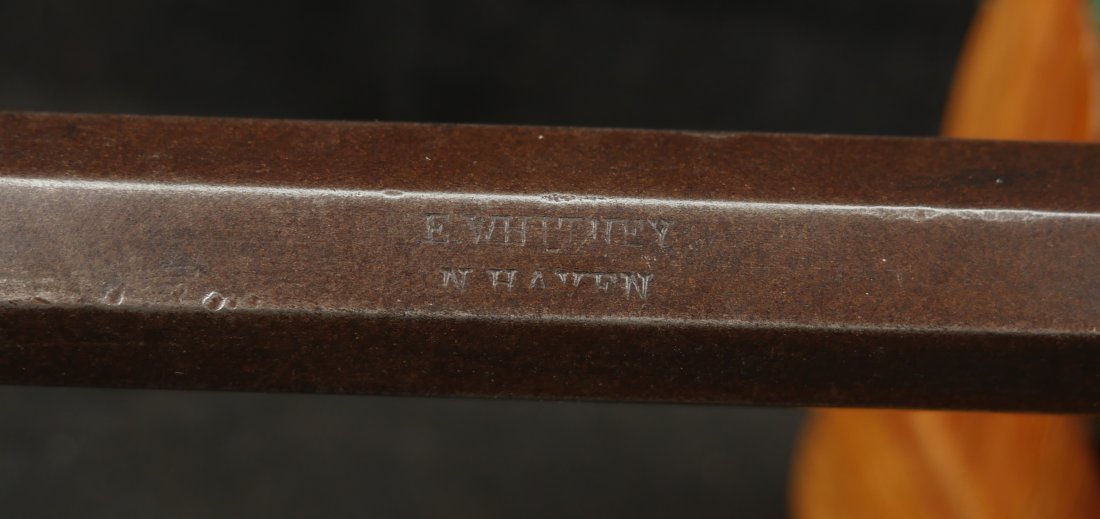 E. WHITNEY
N. HAVEN